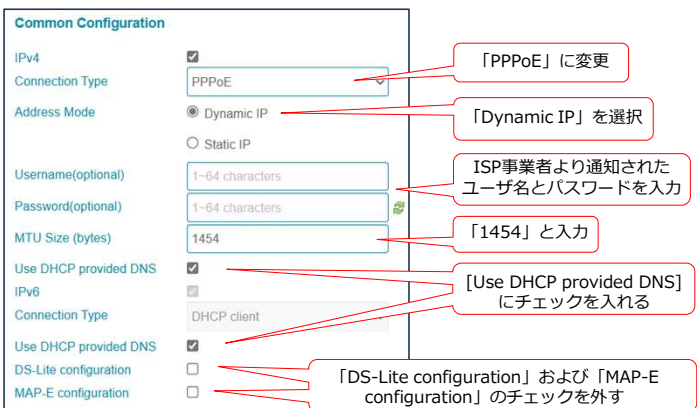 Common Configuration
IPv4
Connection Type
PPPoE
「PPPoE」に変更
Address Mode
Dynamic IP
「Dynamic IP」を選択
Static IP
Username(optional)
1~64 characters
ISP事業者より通知された
ユーザ名とパスワードを入力
Password(optional)
1~64 characters
MTU Size (bytes)
1454
「1454」と入力
Use DHCP provided DNS
[Use DHCP provided DNS]
にチェックを入れる
IPv6
Connection Type
DHCP client
Use DHCP provided DNS
DS-Lite configuration
「DS-Lite configuration」および「MAP-E
configuration」のチェックを外す
MAP-E configuration